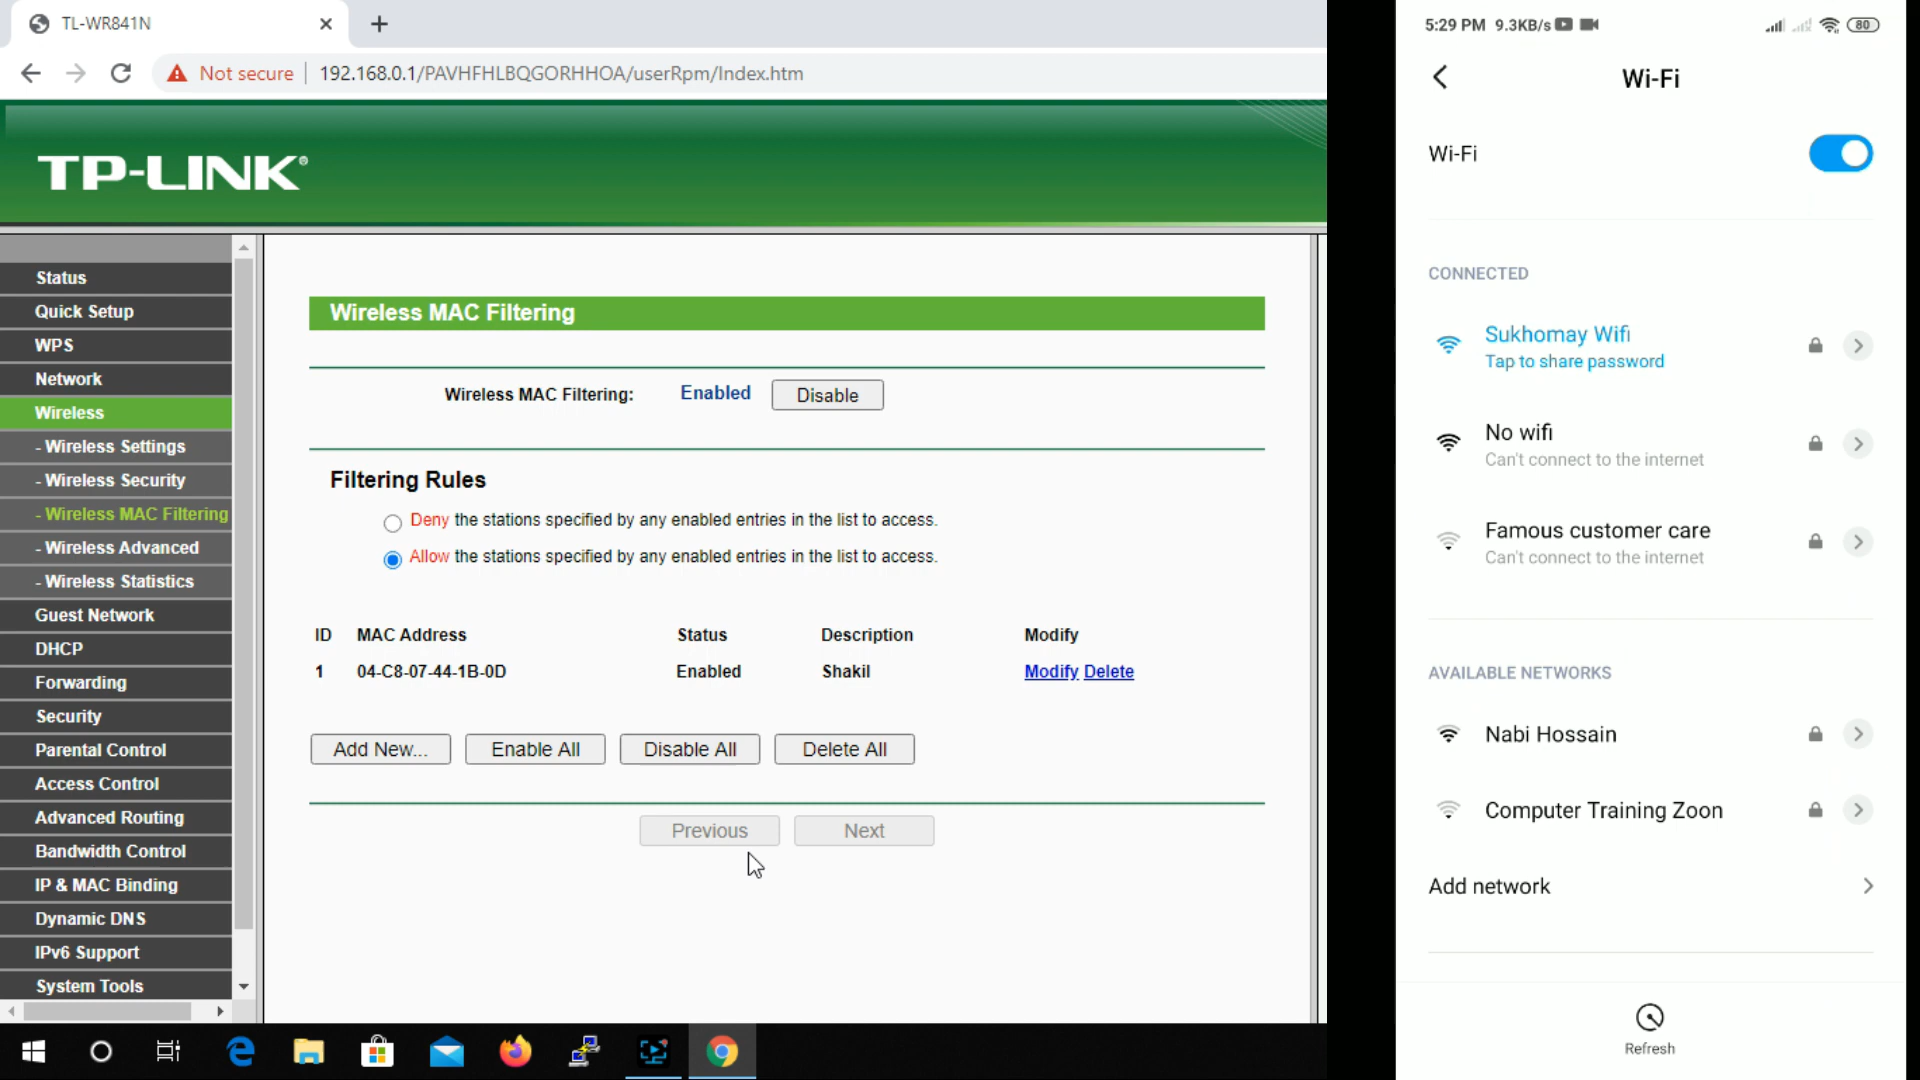 TL-WR841N
Not secure
192.168.0.1/PAVHFHLBQGORHHOA/userRpm/Index.htm
TP-LINK®
Status
Quick Setup
WPS
Network
Wireless
- Wireless Settings
- Wireless Security
- Wireless MAC Filtering
- Wireless Advanced
- Wireless Statistics
Guest Network
DHCP
Forwarding
Security
Parental Control
Access Control
Advanced Routing
Bandwidth Control
IP & MAC Binding
Dynamic DNS
IPv6 Support
System Tools
Wireless MAC Filtering
Wireless MAC Filtering: Enabled Disable
Filtering Rules
Deny the stations specified by any enabled entries in the list to access.
Allow the stations specified by any enabled entries in the list to access.
ID MAC Address Status Description Modify
1 04-C8-07-44-1B-0D Enabled Shakil Modify Delete
Add New... Enable All Disable All Delete All
Previous Next
5:29 PM 9.3KB/s 80
Wi-Fi
Wi-Fi
CONNECTED
Sukhomay Wifi
Tap to share password
No wifi
Can't connect to the internet
Famous customer care
Can't connect to the internet
AVAILABLE NETWORKS
Nabi Hossain
Computer Training Zoon
Add network
Refresh